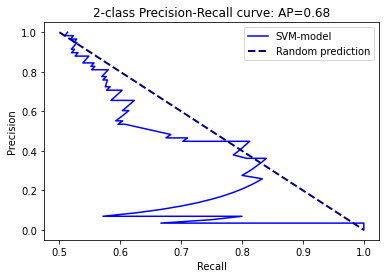 2-class Precision-Recall curve: AP=0.68
SVM-model
Random prediction
Precision
1.0
0.8
0.6
0.4
0.2
0.0
0.5
0.6
0.7
0.8
0.9
1.0
Recall